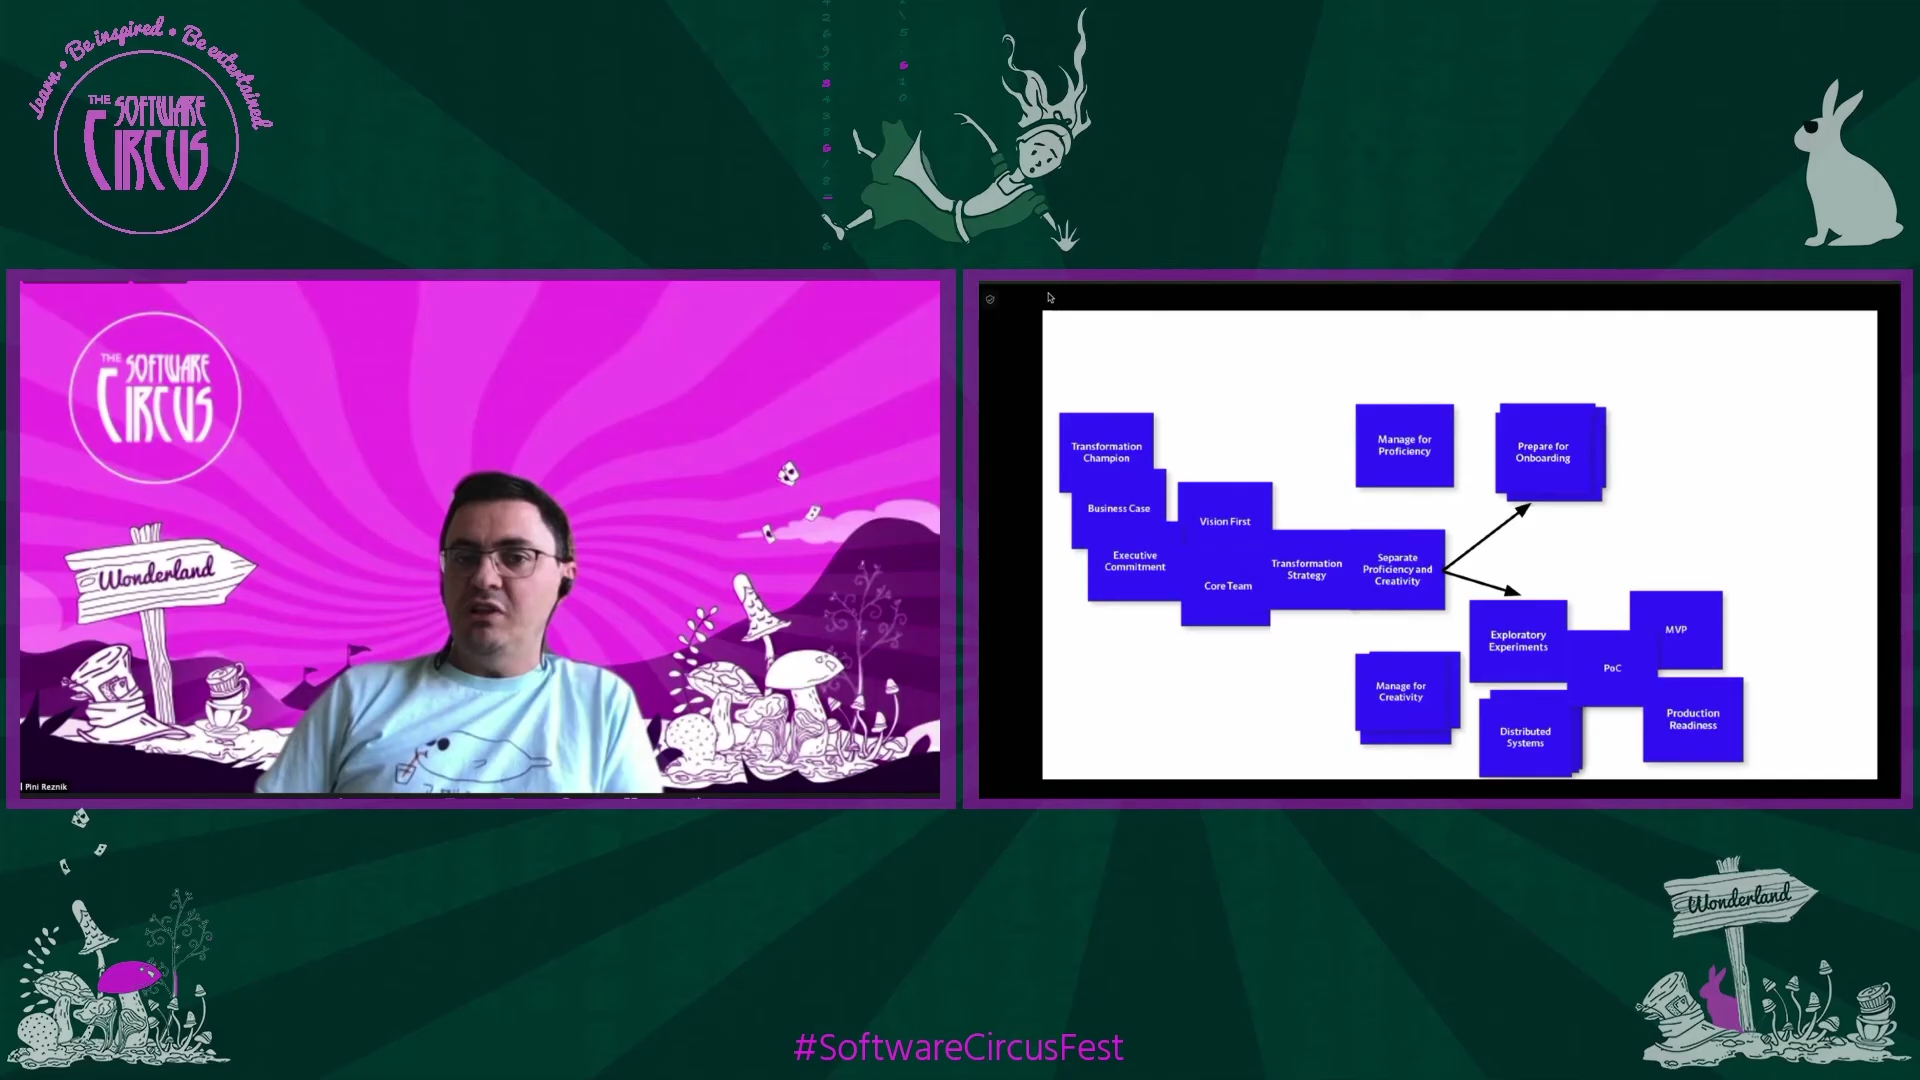 Learn • Be inspired • Be entertained
THE
SOFTWARE
CIRCUS
THE
SOFTWARE
CIRCUS
Wonderland
Pini Reznik
Transformation
Champion
Business Case
Executive
Commitment
Vision First
Core Team
Transformation
Strategy
Separate
Proficiency and
Creativity
Manage for
Proficiency
Prepare for
Onboarding
Manage for
Creativity
Exploratory
Experiments
PoC
MVP
Distributed
Systems
Production
Readiness
Wonderland
#SoftwareCircusFest